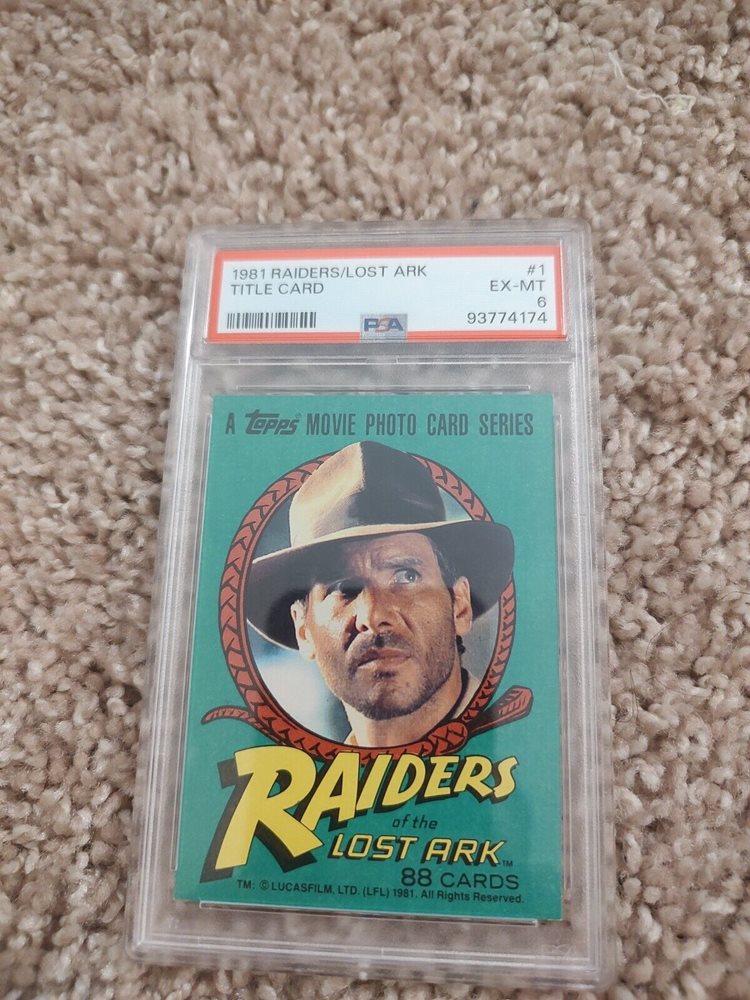 1981 RAIDERS/LOST ARK #1
TITLE CARD EX-MT
6
PSA 93774174
A Topps® MOVIE PHOTO CARD SERIES
RAIDERS
of the
LOST ARK™
88 CARDS
TM: © LUCASFILM, LTD. (LFL) 1981. All Rights Reserved.